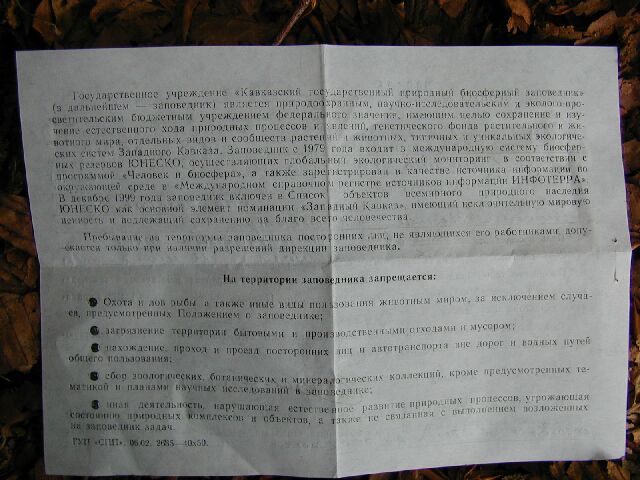 Государственное учреждение «Кавказский государственный природный биосферный заповедник»
(в дальнейшем — заповедник) является природоохранным, научно-исследовательским и эколого-про-
светительским бюджетным учреждением федерального значения, имеющим целью сохранение и изу-
чение естественного хода природных процессов и явлений, генетического фонда растительного и жи-
вотного мира, отдельных видов и сообществ растений и животных, типичных и уникальных экологиче-
ских систем Западного Кавказа. Заповедник с 1979 года входит в международную систему биосфер-
ных резервов ЮНЕСКО, осуществляющих глобальный экологический мониторинг в соответствии с
программой «Человек и биосфера», а также зарегистрирован в качестве источника информации по
окружающей среде в «Международном справочном регистре источников информации ИНФОТЕРРА».
В декабре 1999 года заповедник включен в Список объектов всемирного природного наследия
ЮНЕСКО как основной элемент номинации «Западный Кавказ», имеющий исключительную мировую
ценность и подлежащий сохранению на благо всего человечества.
Пребывание на территории заповедника посторонних лиц, не являющихся его работниками, допу-
скается только при наличии разрешений дирекции заповедника.
На территории заповедника запрещается:
Охота и лов рыбы, а также иные виды пользования животным миром, за исключением случа-
ев, предусмотренных Положением о заповеднике;
загрязнение территории бытовыми и производственными отходами и мусором;
нахождение, проход и проезд посторонних лиц и автотранспорта вне дорог и водных путей
общего пользования;
сбор зоологических, ботанических и минералогических коллекций, кроме предусмотренных те-
матикой и планами научных исследований в заповеднике;
иная деятельность, нарушающая естественное развитие природных процессов, угрожающая
состоянию природных комплексов и объектов, а также не связанная с выполнением возложенных
на заповедник задач.
ГУП «СПП». 06.02. 2685—40x50.